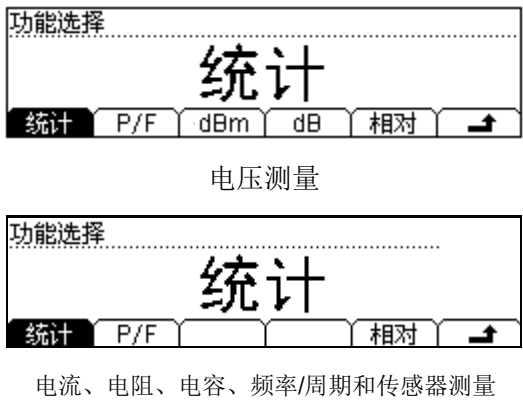 功能选择
统计
统计 P/F dBm dB 相对
电压测量
功能选择
统计
统计 P/F 相对
电流、电阻、电容、频率/周期和传感器测量